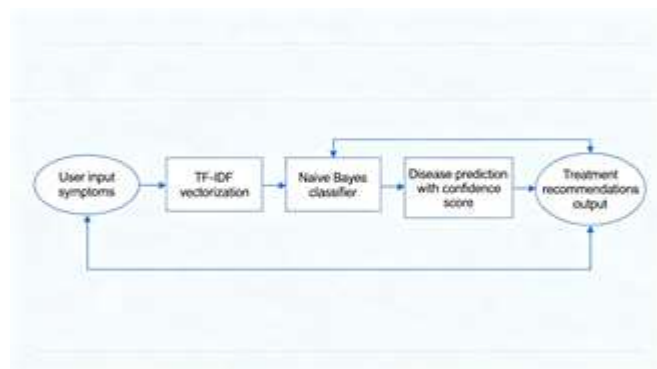 User input
symptoms
TF-IDF
vectorization
Naive Bayes
classifier
Disease prediction
with confidence
score
Treatment
recommendations
output